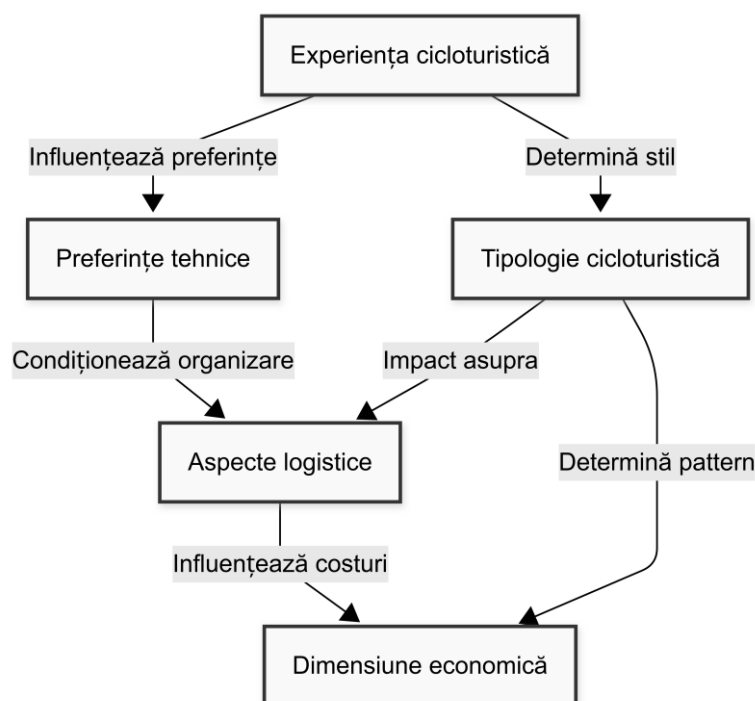 Experiența cicloturistică
Influențează preferințe
Determină stil
Preferințe tehnice
Tipologie cicloturistică
Condiționează organizare
Impact asupra
Aspecte logistice
Determină pattern
Influențează costuri
Dimensiune economică